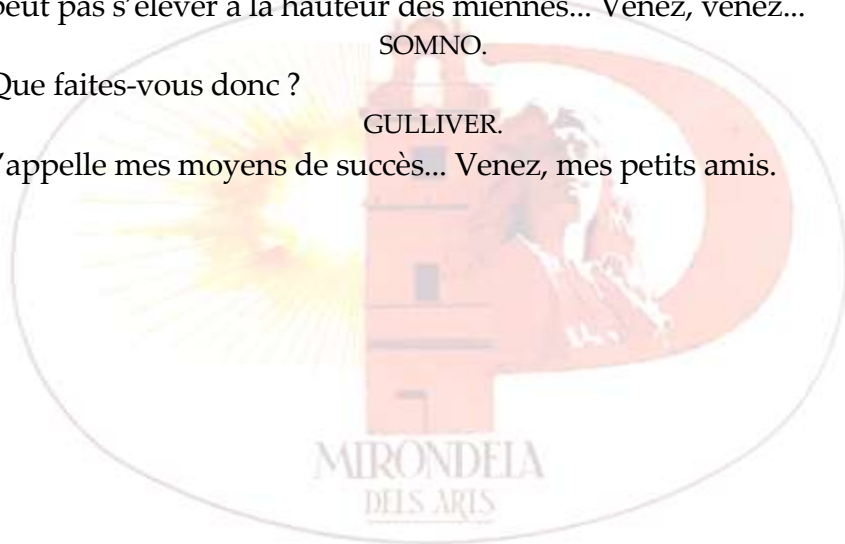 peut pas s’élever à la hauteur des miennes... Venez, venez...
SOMNO.
Que faites-vous donc ?
GULLIVER.
’appelle mes moyens de succès... Venez, mes petits amis.
MIRONDELA
DELS ARTS